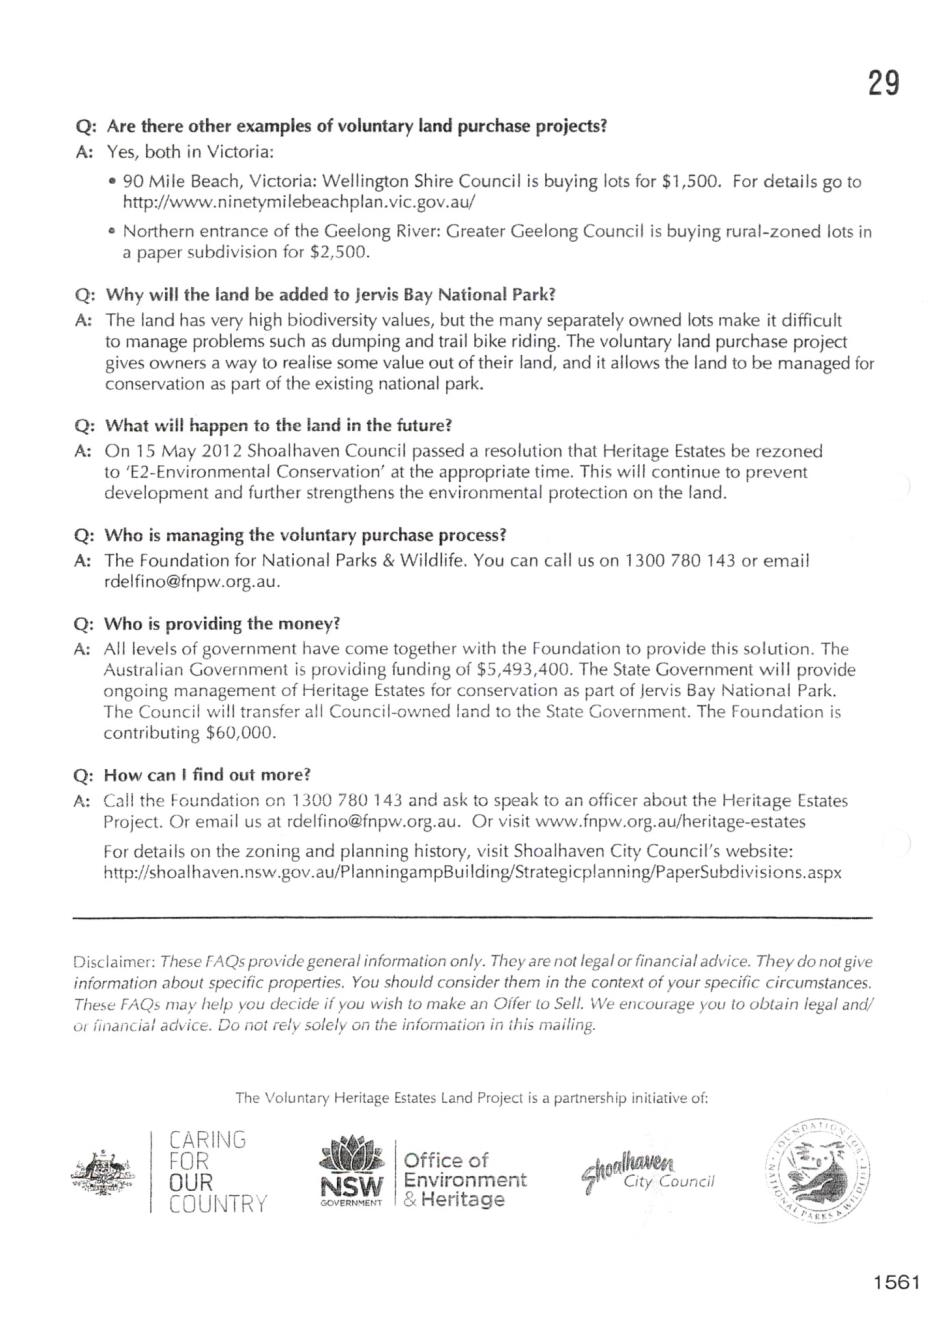 29
Q: Are there other examples of voluntary land purchase projects?
A: Yes, both in Victoria:
• 90 Mile Beach, Victoria: Wellington Shire Council is buying lots for $1,500. For details go to
http://www.ninetymilebeachplan.vic.gov.au/
• Northern entrance of the Geelong River: Greater Geelong Council is buying rural-zoned lots in
a paper subdivision for $2,500.
Q: Why will the land be added to Jervis Bay National Park?
A: The land has very high biodiversity values, but the many separately owned lots make it difficult
to manage problems such as dumping and trail bike riding. The voluntary land purchase project
gives owners a way to realise some value out of their land, and it allows the land to be managed for
conservation as part of the existing national park.
Q: What will happen to the land in the future?
A: On 15 May 2012 Shoalhaven Council passed a resolution that Heritage Estates be rezoned
to 'E2-Environmental Conservation' at the appropriate time. This will continue to prevent
development and further strengthens the environmental protection on the land.
Q: Who is managing the voluntary purchase process?
A: The Foundation for National Parks & Wildlife. You can call us on 1300 780 143 or email
rdelfino@fnpw.org.au.
Q: Who is providing the money?
A: All levels of government have come together with the Foundation to provide this solution. The
Australian Government is providing funding of $5,493,400. The State Government will provide
ongoing management of Heritage Estates for conservation as part of Jervis Bay National Park.
The Council will transfer all Council-owned land to the State Government. The Foundation is
contributing $60,000.
Q: How can I find out more?
A: Call the Foundation on 1300 780 143 and ask to speak to an officer about the Heritage Estates
Project. Or email us at rdelfino@fnpw.org.au. Or visit www.fnpw.org.au/heritage-estates
For details on the zoning and planning history, visit Shoalhaven City Council's website:
http://shoalhaven.nsw.gov.au/PlanningampBuilding/Strategicplanning/PaperSubdivisions.aspx
Disclaimer: These FAQs provide general information only. They are not legal or financial advice. They do not give
information about specific properties. You should consider them in the context of your specific circumstances.
These FAQs may help you decide if you wish to make an Offer to Sell. We encourage you to obtain legal and/
or financial advice. Do not rely solely on the information in this mailing.
The Voluntary Heritage Estates Land Project is a partnership initiative of:
CARING
FOR
OUR
COUNTRY
NSW
GOVERNMENT
Office of
Environment
& Heritage
Shoalhaven
City Council
FOUNDATION FOR NATIONAL PARKS & WILDLIFE
1561